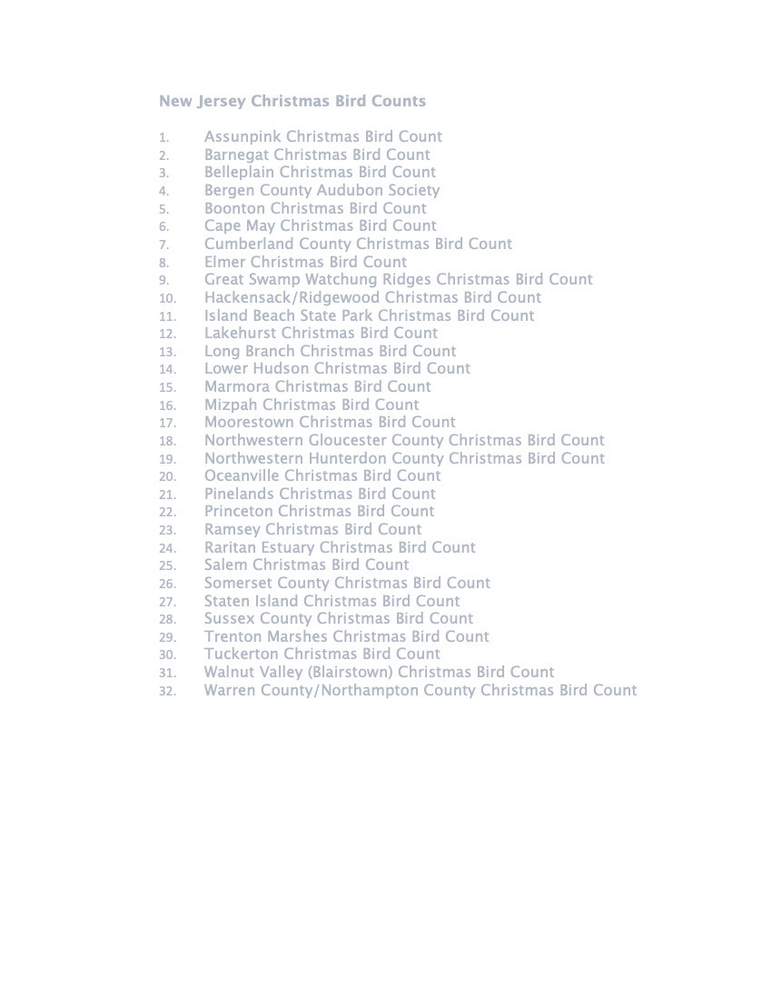 New Jersey Christmas Bird Counts
1. Assunpink Christmas Bird Count
2. Barnegat Christmas Bird Count
3. Belleplain Christmas Bird Count
4. Bergen County Audubon Society
5. Boonton Christmas Bird Count
6. Cape May Christmas Bird Count
7. Cumberland County Christmas Bird Count
8. Elmer Christmas Bird Count
9. Great Swamp Watchung Ridges Christmas Bird Count
10. Hackensack/Ridgewood Christmas Bird Count
11. Island Beach State Park Christmas Bird Count
12. Lakehurst Christmas Bird Count
13. Long Branch Christmas Bird Count
14. Lower Hudson Christmas Bird Count
15. Marmora Christmas Bird Count
16. Mizpah Christmas Bird Count
17. Moorestown Christmas Bird Count
18. Northwestern Gloucester County Christmas Bird Count
19. Northwestern Hunterdon County Christmas Bird Count
20. Oceanville Christmas Bird Count
21. Pinelands Christmas Bird Count
22. Princeton Christmas Bird Count
23. Ramsey Christmas Bird Count
24. Raritan Estuary Christmas Bird Count
25. Salem Christmas Bird Count
26. Somerset County Christmas Bird Count
27. Staten Island Christmas Bird Count
28. Sussex County Christmas Bird Count
29. Trenton Marshes Christmas Bird Count
30. Tuckerton Christmas Bird Count
31. Walnut Valley (Blairstown) Christmas Bird Count
32. Warren County/Northampton County Christmas Bird Count